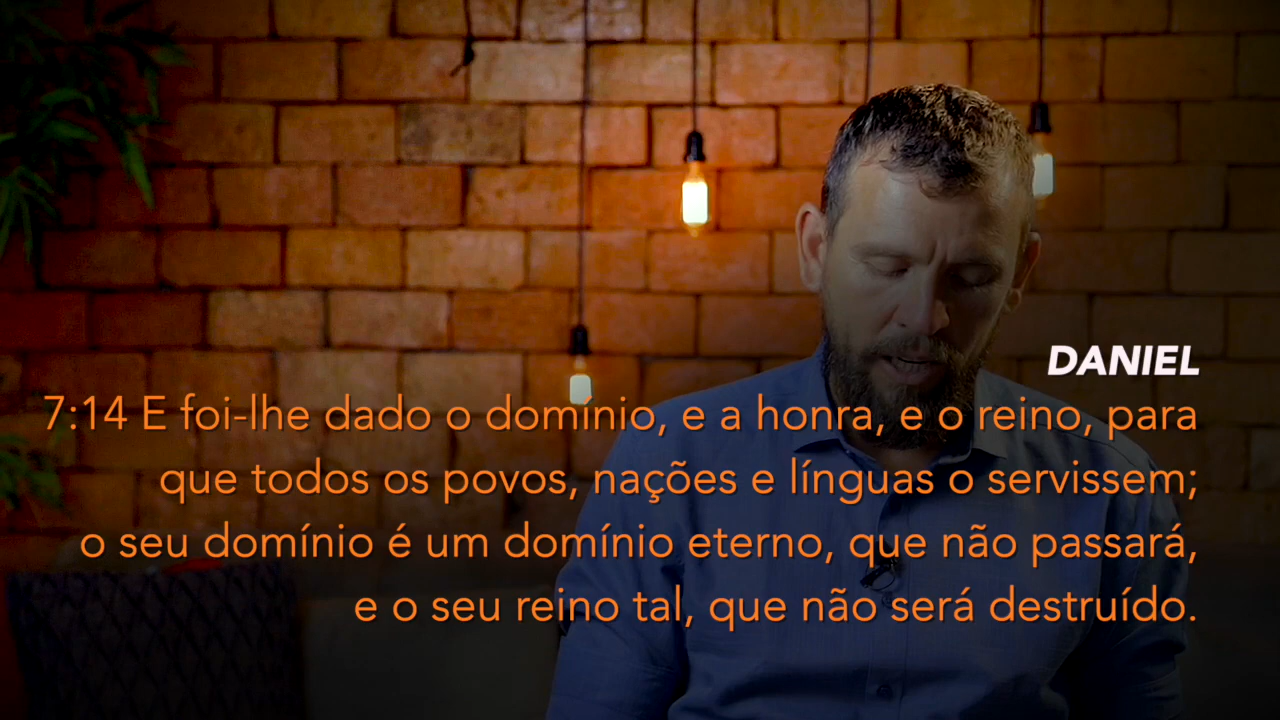 DANIEL
7:14 E foi-lhe dado o domínio, e a honra, e o reino, para
que todos os povos, nações e línguas o servissem;
o seu domínio é um domínio eterno, que não passará,
e o seu reino tal, que não será destruído.